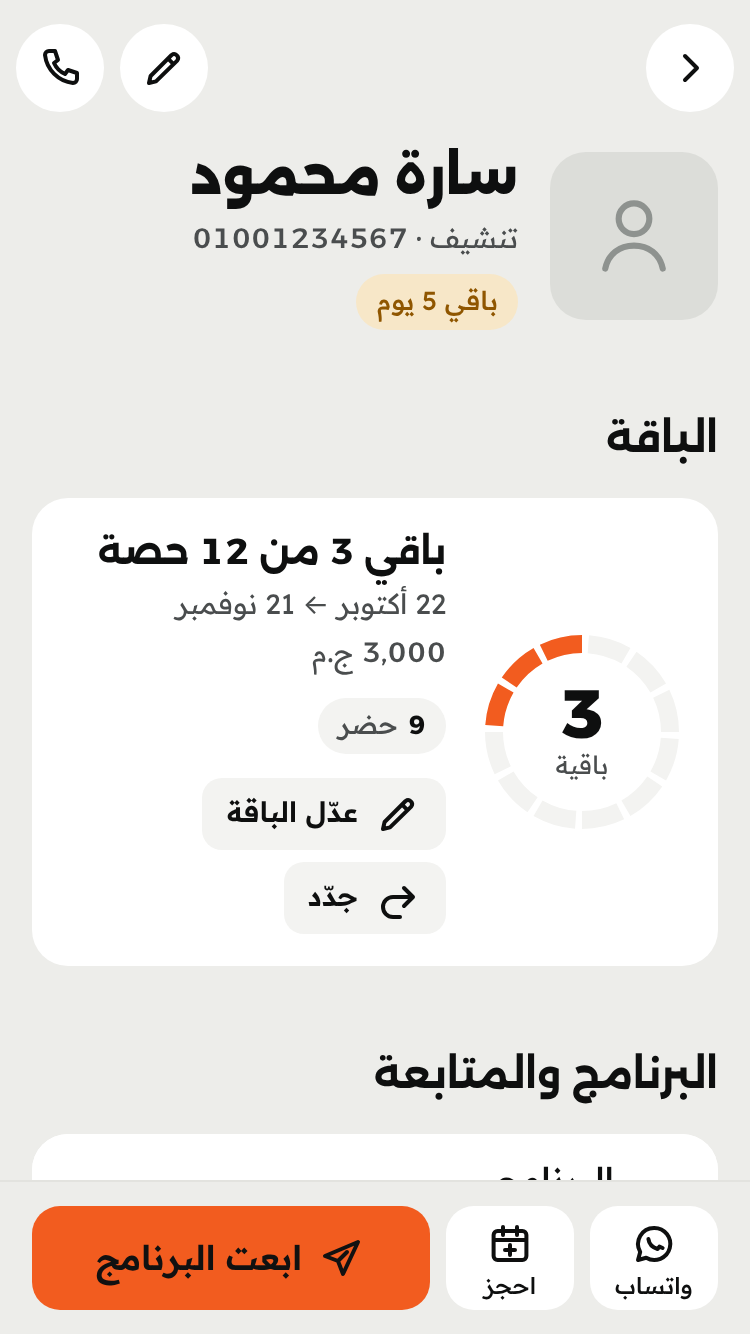 سارة محمود
تنشيف · 01001234567
باقي 5 يوم
الباقة
باقي 3 من 12 حصة
22 أكتوبر ← 21 نوفمبر
3,000 ج.م
9 حضر
3
باقية
عدّل الباقة
جدّد
البرنامج والمتابعة
البرنامج
واتساب
احجز
ابعت البرنامج